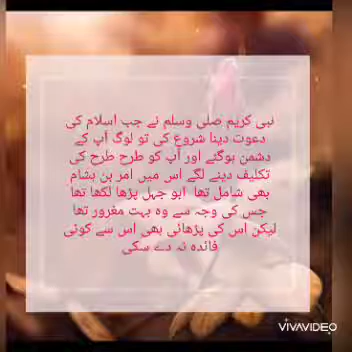 نبی کریم صلی وسلم نے جب اسلام کی
دعوت دینا شروع کی تو لوگ آپ کے
دشمن ہوگئے اور آپ کو طرح طرح کی
تکلیف دینے لگے اس میں امر بن ہشام
بھی شامل تھا ابو جہل پڑھا لکھا تھا
جس کی وجہ سے وہ بہت مغرور تھا
لیکن اس کی پڑھائی بھی اس سے کوئی
فائدہ نہ دے سکی
VIVAVIDEO